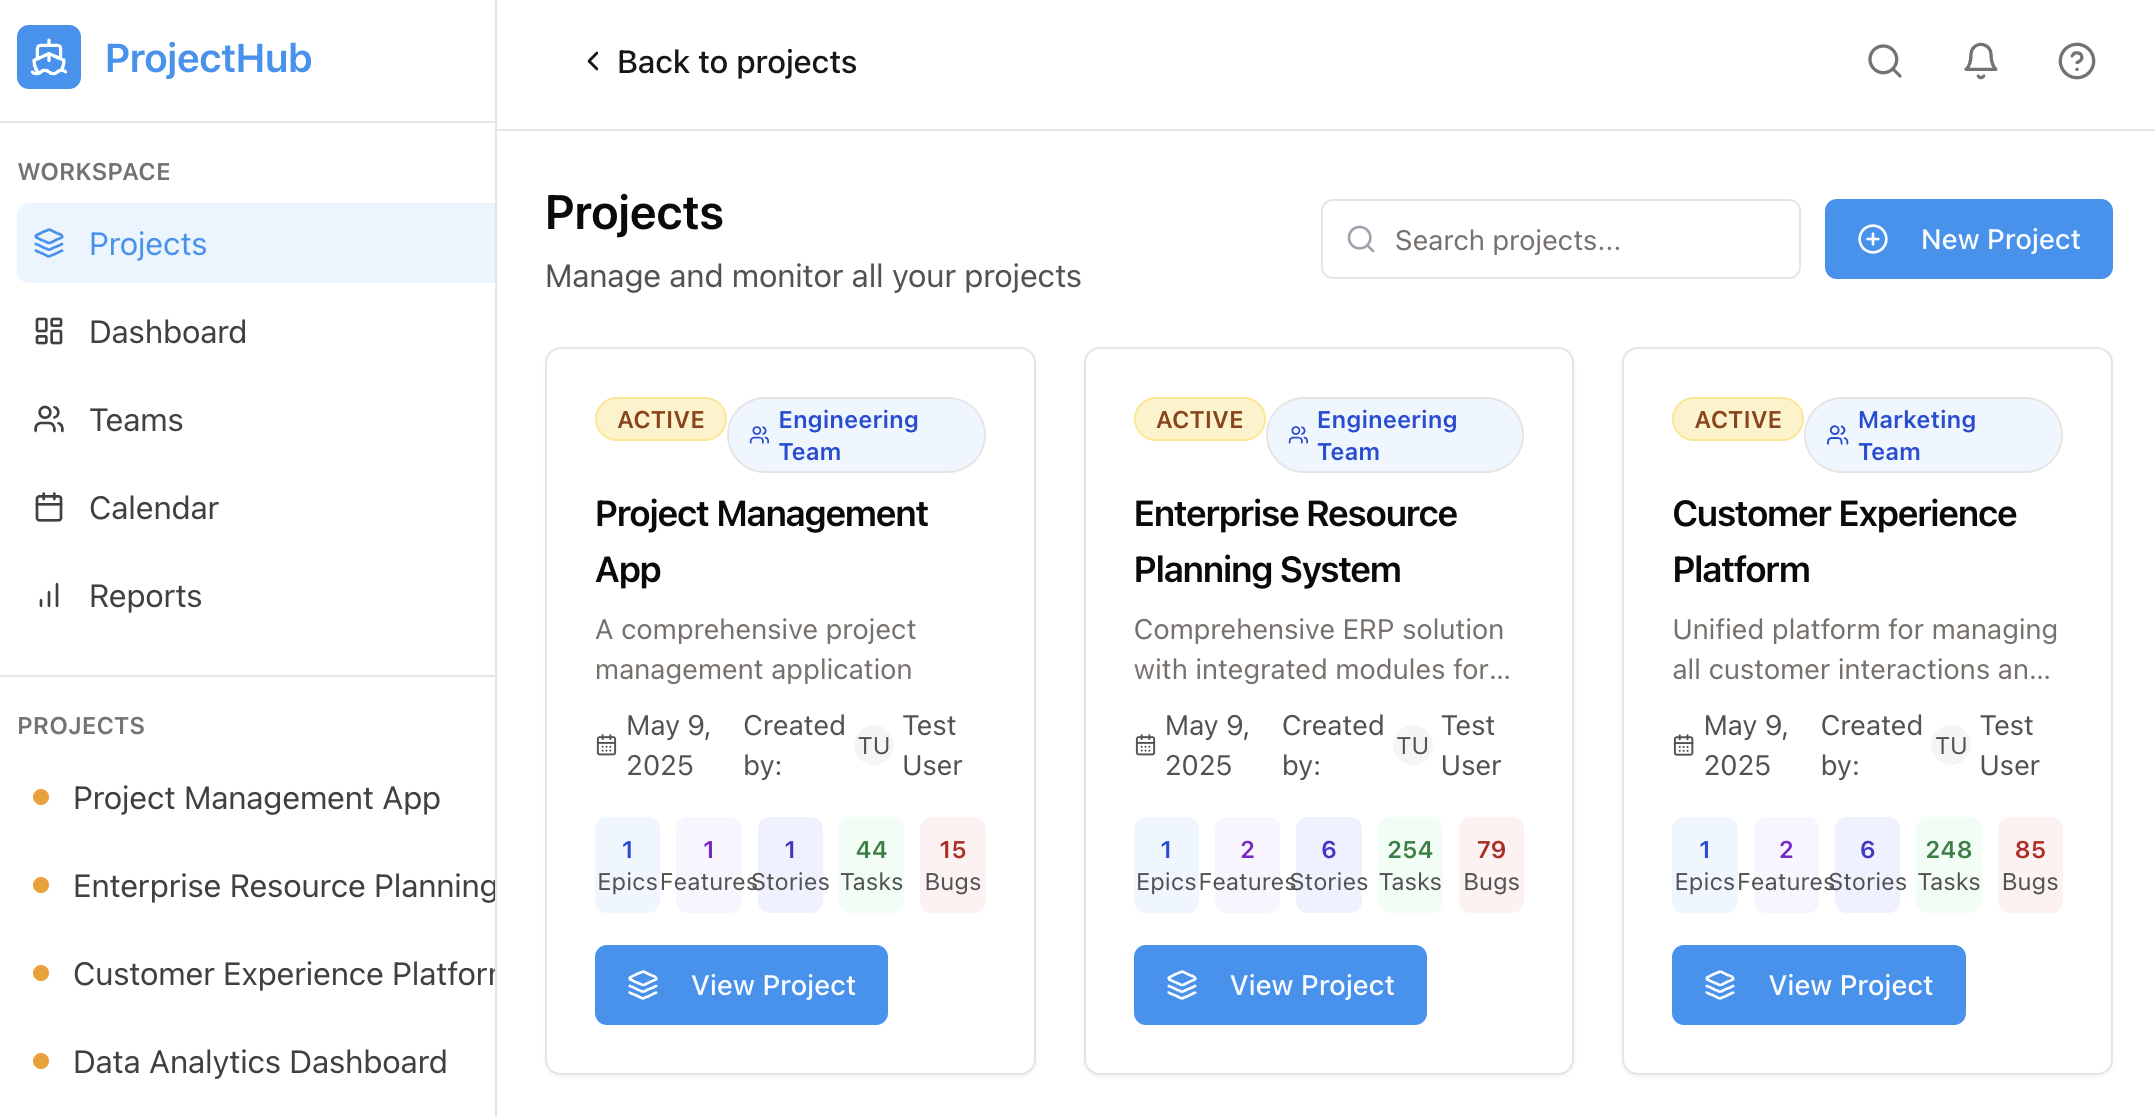 ProjectHub
WORKSPACE
Projects
Dashboard
Teams
Calendar
Reports
PROJECTS
Project Management App
Enterprise Resource Planning
Customer Experience Platfor
Data Analytics Dashboard
Back to projects
Projects
Manage and monitor all your projects
Search projects...
New Project
ACTIVE
Engineering
Team
Project Management
App
A comprehensive project
management application
May 9,
2025
Created
by:
TU
Test
User
1
Epics
1
Features
1
Stories
44
Tasks
15
Bugs
View Project
ACTIVE
Engineering
Team
Enterprise Resource
Planning System
Comprehensive ERP solution
with integrated modules for...
May 9,
2025
Created
by:
TU
Test
User
1
Epics
2
Features
6
Stories
254
Tasks
79
Bugs
View Project
ACTIVE
Marketing
Team
Customer Experience
Platform
Unified platform for managing
all customer interactions an...
May 9,
2025
Created
by:
TU
Test
User
1
Epics
2
Features
6
Stories
248
Tasks
85
Bugs
View Project